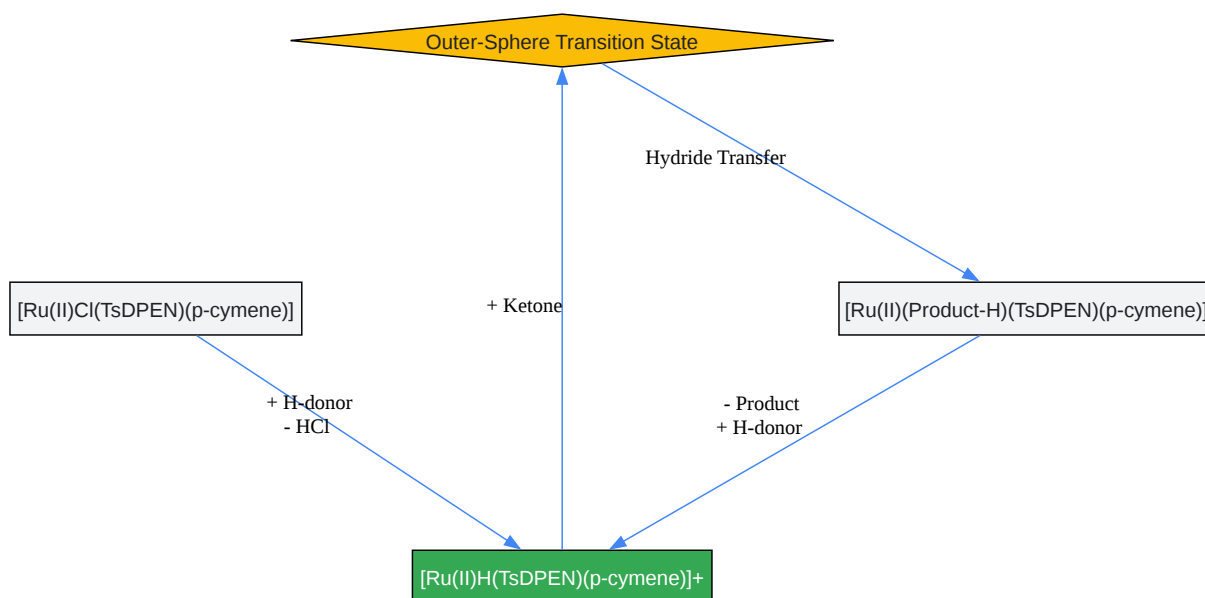 Outer-Sphere Transition State
Hydride Transfer
[Ru(II)Cl(TsDPEN)(p-cymene)]
+ Ketone
[Ru(II)(Product-H)(TsDPEN)(p-cymene)]
+ H-donor
- HCl
- Product
+ H-donor
[Ru(II)H(TsDPEN)(p-cymene)]+